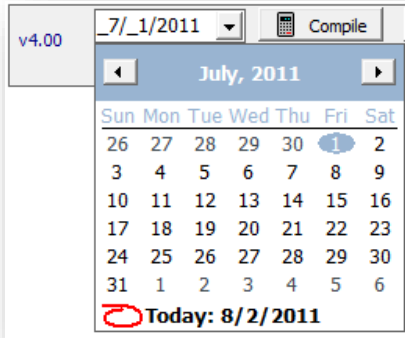 v4.00
_7/_1/2011
Compile
July, 2011
Sun Mon Tue Wed Thu Fri Sat
26 27 28 29 30 1 2
3 4 5 6 7 8 9
10 11 12 13 14 15 16
17 18 19 20 21 22 23
24 25 26 27 28 29 30
31 1 2 3 4 5 6
Today: 8/2/2011